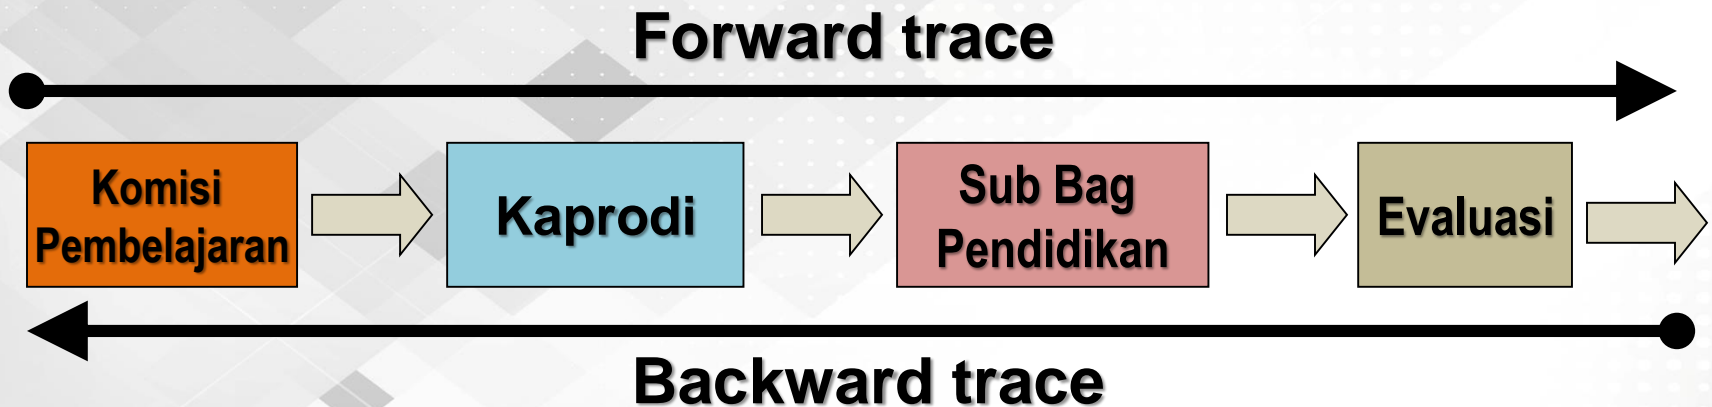 Forward trace
Komisi
Pembelajaran
Kaprodi
Sub Bag
Pendidikan
Evaluasi
Backward trace